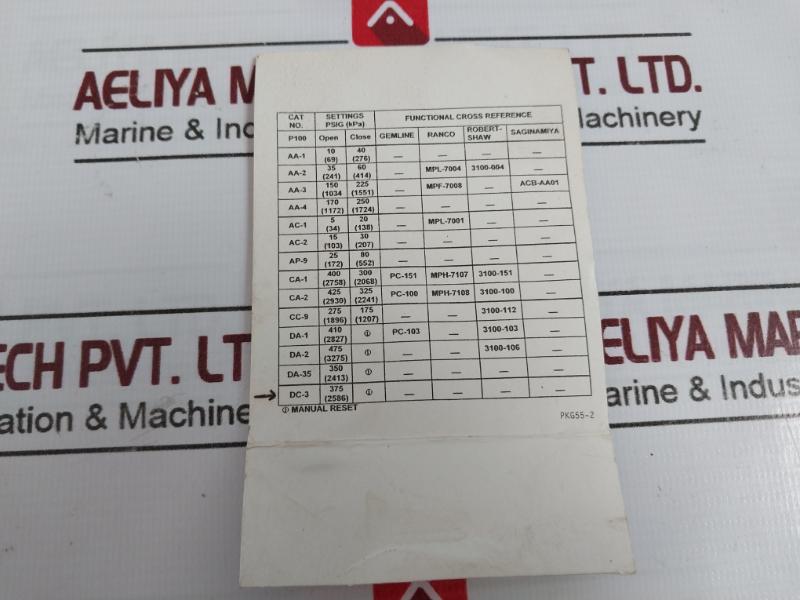 AELIYA MA VT. LTD.
Marine & Ind achinery
CAT NO. SETTINGS PSIG (kPa) FUNCTIONAL CROSS REFERENCE
P100 Open Close GEMLINE RANCO ROBERT-SHAW SAGINAMIYA
AA-1 10 (69) 40 (276) — — — —
AA-2 35 (241) 60 (414) — MPL-7004 3100-004 —
AA-3 150 (1034 225 (1551) — MPF-7008 — ACB-AA01
AA-4 170 (1172) 250 (1724) — — — —
AC-1 5 (34) 20 (138) — MPL-7001 — —
AC-2 15 (103) 30 (207) — — — —
AP-9 25 (172) 80 (552) — — — —
CA-1 400 (2758) 300 (2068) PC-151 MPH-7107 3100-151 —
CA-2 425 (2930) 325 (2241) PC-100 MPH-7108 3100-100 —
CC-9 275 (1896) 175 (1207) — — 3100-112 —
DA-1 410 (2827) ① PC-103 — 3100-103 —
DA-2 475 (3275) ① — — 3100-106 —
DA-35 350 (2413) ① — — — —
→ DC-3 375 (2586) ① — — — —
① MANUAL RESET
PKG55-2
ECH PVT. LT ELIYA MAR
ation & Machine arine & Indus